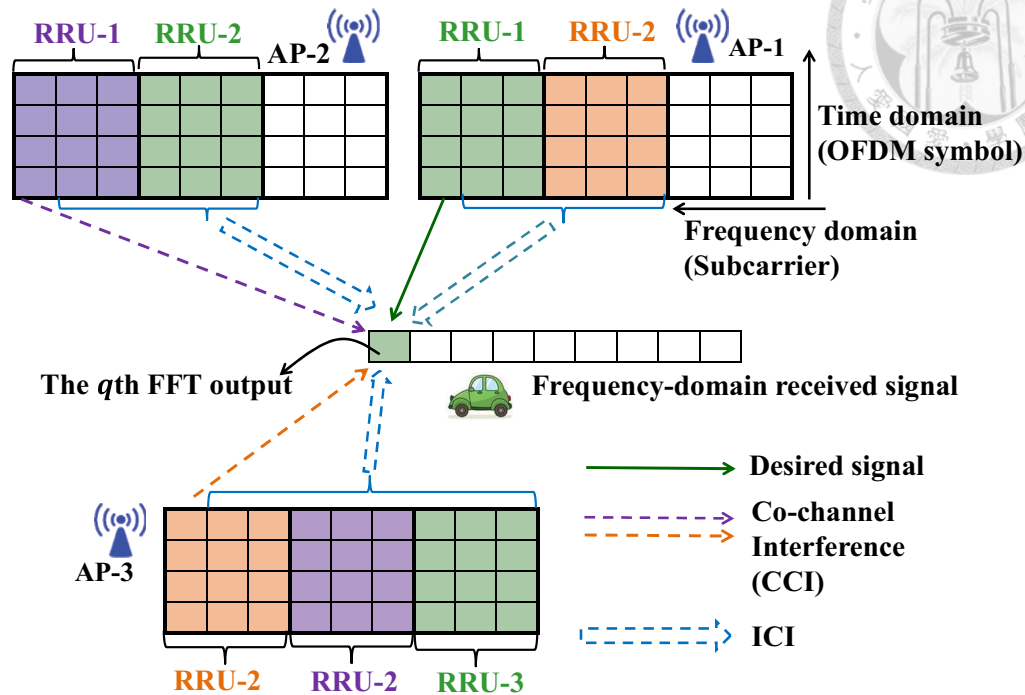 RRU-1 RRU-2 AP-2 RRU-1 RRU-2 AP-1
Time domain
(OFDM symbol)
Frequency domain
(Subcarrier)
The qth FFT output
Frequency-domain received signal
Desired signal
Co-channel
Interference
(CCI)
ICI
AP-3
RRU-2 RRU-2 RRU-3